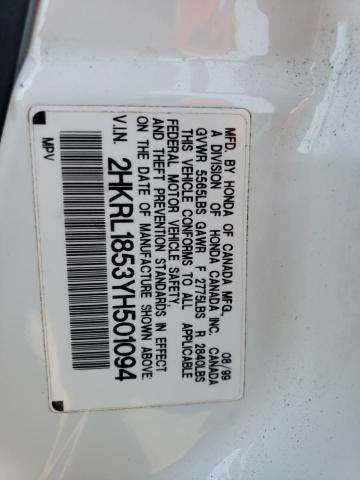 MFD. BY HONDA OF CANADA MFG. 08/99
A DIVISION OF HONDA CANADA INC. CANADA
GVWR 5565LBS GAWR F 2775LBS R 2840LBS
THIS VEHICLE CONFORMS TO ALL APPLICABLE
FEDERAL MOTOR VEHICLE SAFETY,
AND THEFT PREVENTION STANDARDS IN EFFECT
ON THE DATE OF MANUFACTURE SHOWN ABOVE.
V.I.N. 2HKRL1853YH501094
MPV